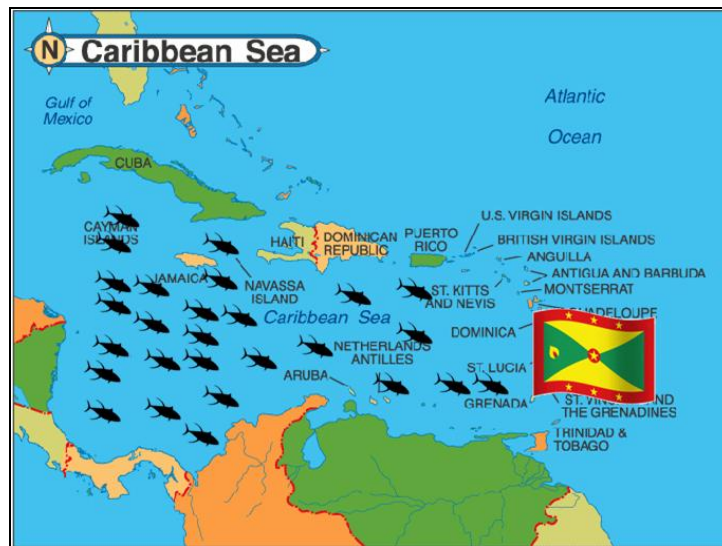 N Caribbean Sea
Gulf of
Mexico
Atlantic
Ocean
CUBA
CAYMAN
ISLANDS
U.S. VIRGIN ISLANDS
HAITI
DOMINICAN
REPUBLIC
PUERTO
RICO
BRITISH VIRGIN ISLANDS
ANGUILLA
JAMAICA
NAVASSA
ISLAND
ST. KITTS
AND NEVIS
ANTIGUA AND BARBUDA
MONTSERRAT
GUADELOUPE
Caribbean Sea
DOMINICA
NETHERLANDS
ANTILLES
ARUBA
ST. LUCIA
GRENADA
THE GRENADINES
TRINIDAD &
TOBAGO